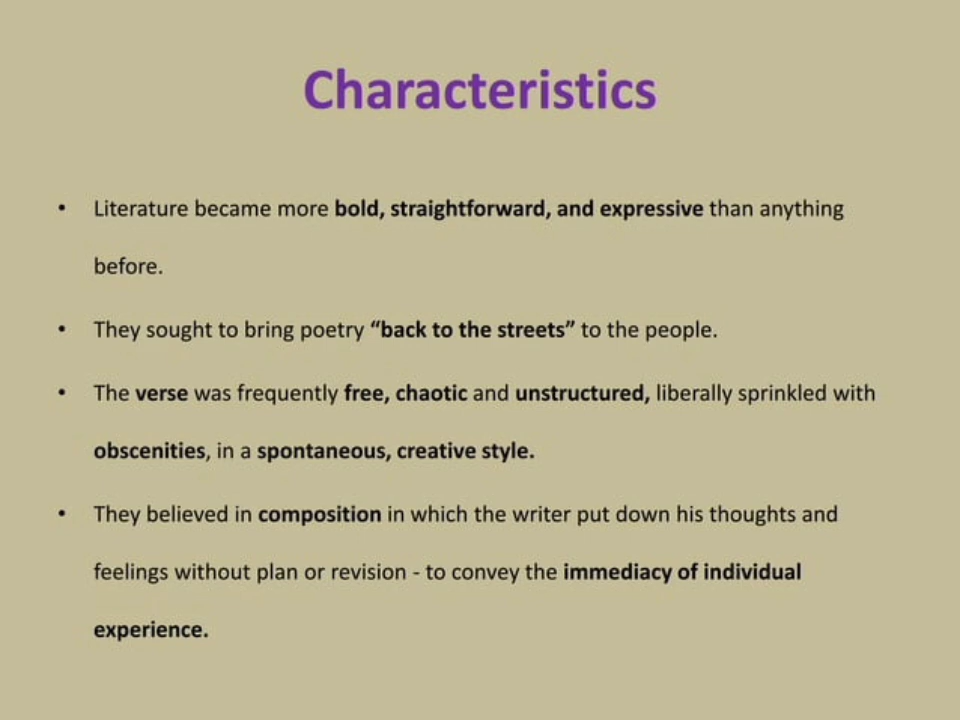 Characteristics
• Literature became more bold, straightforward, and expressive than anything
before.
• They sought to bring poetry “back to the streets” to the people.
• The verse was frequently free, chaotic and unstructured, liberally sprinkled with
obscenities, in a spontaneous, creative style.
• They believed in composition in which the writer put down his thoughts and
feelings without plan or revision - to convey the immediacy of individual
experience.